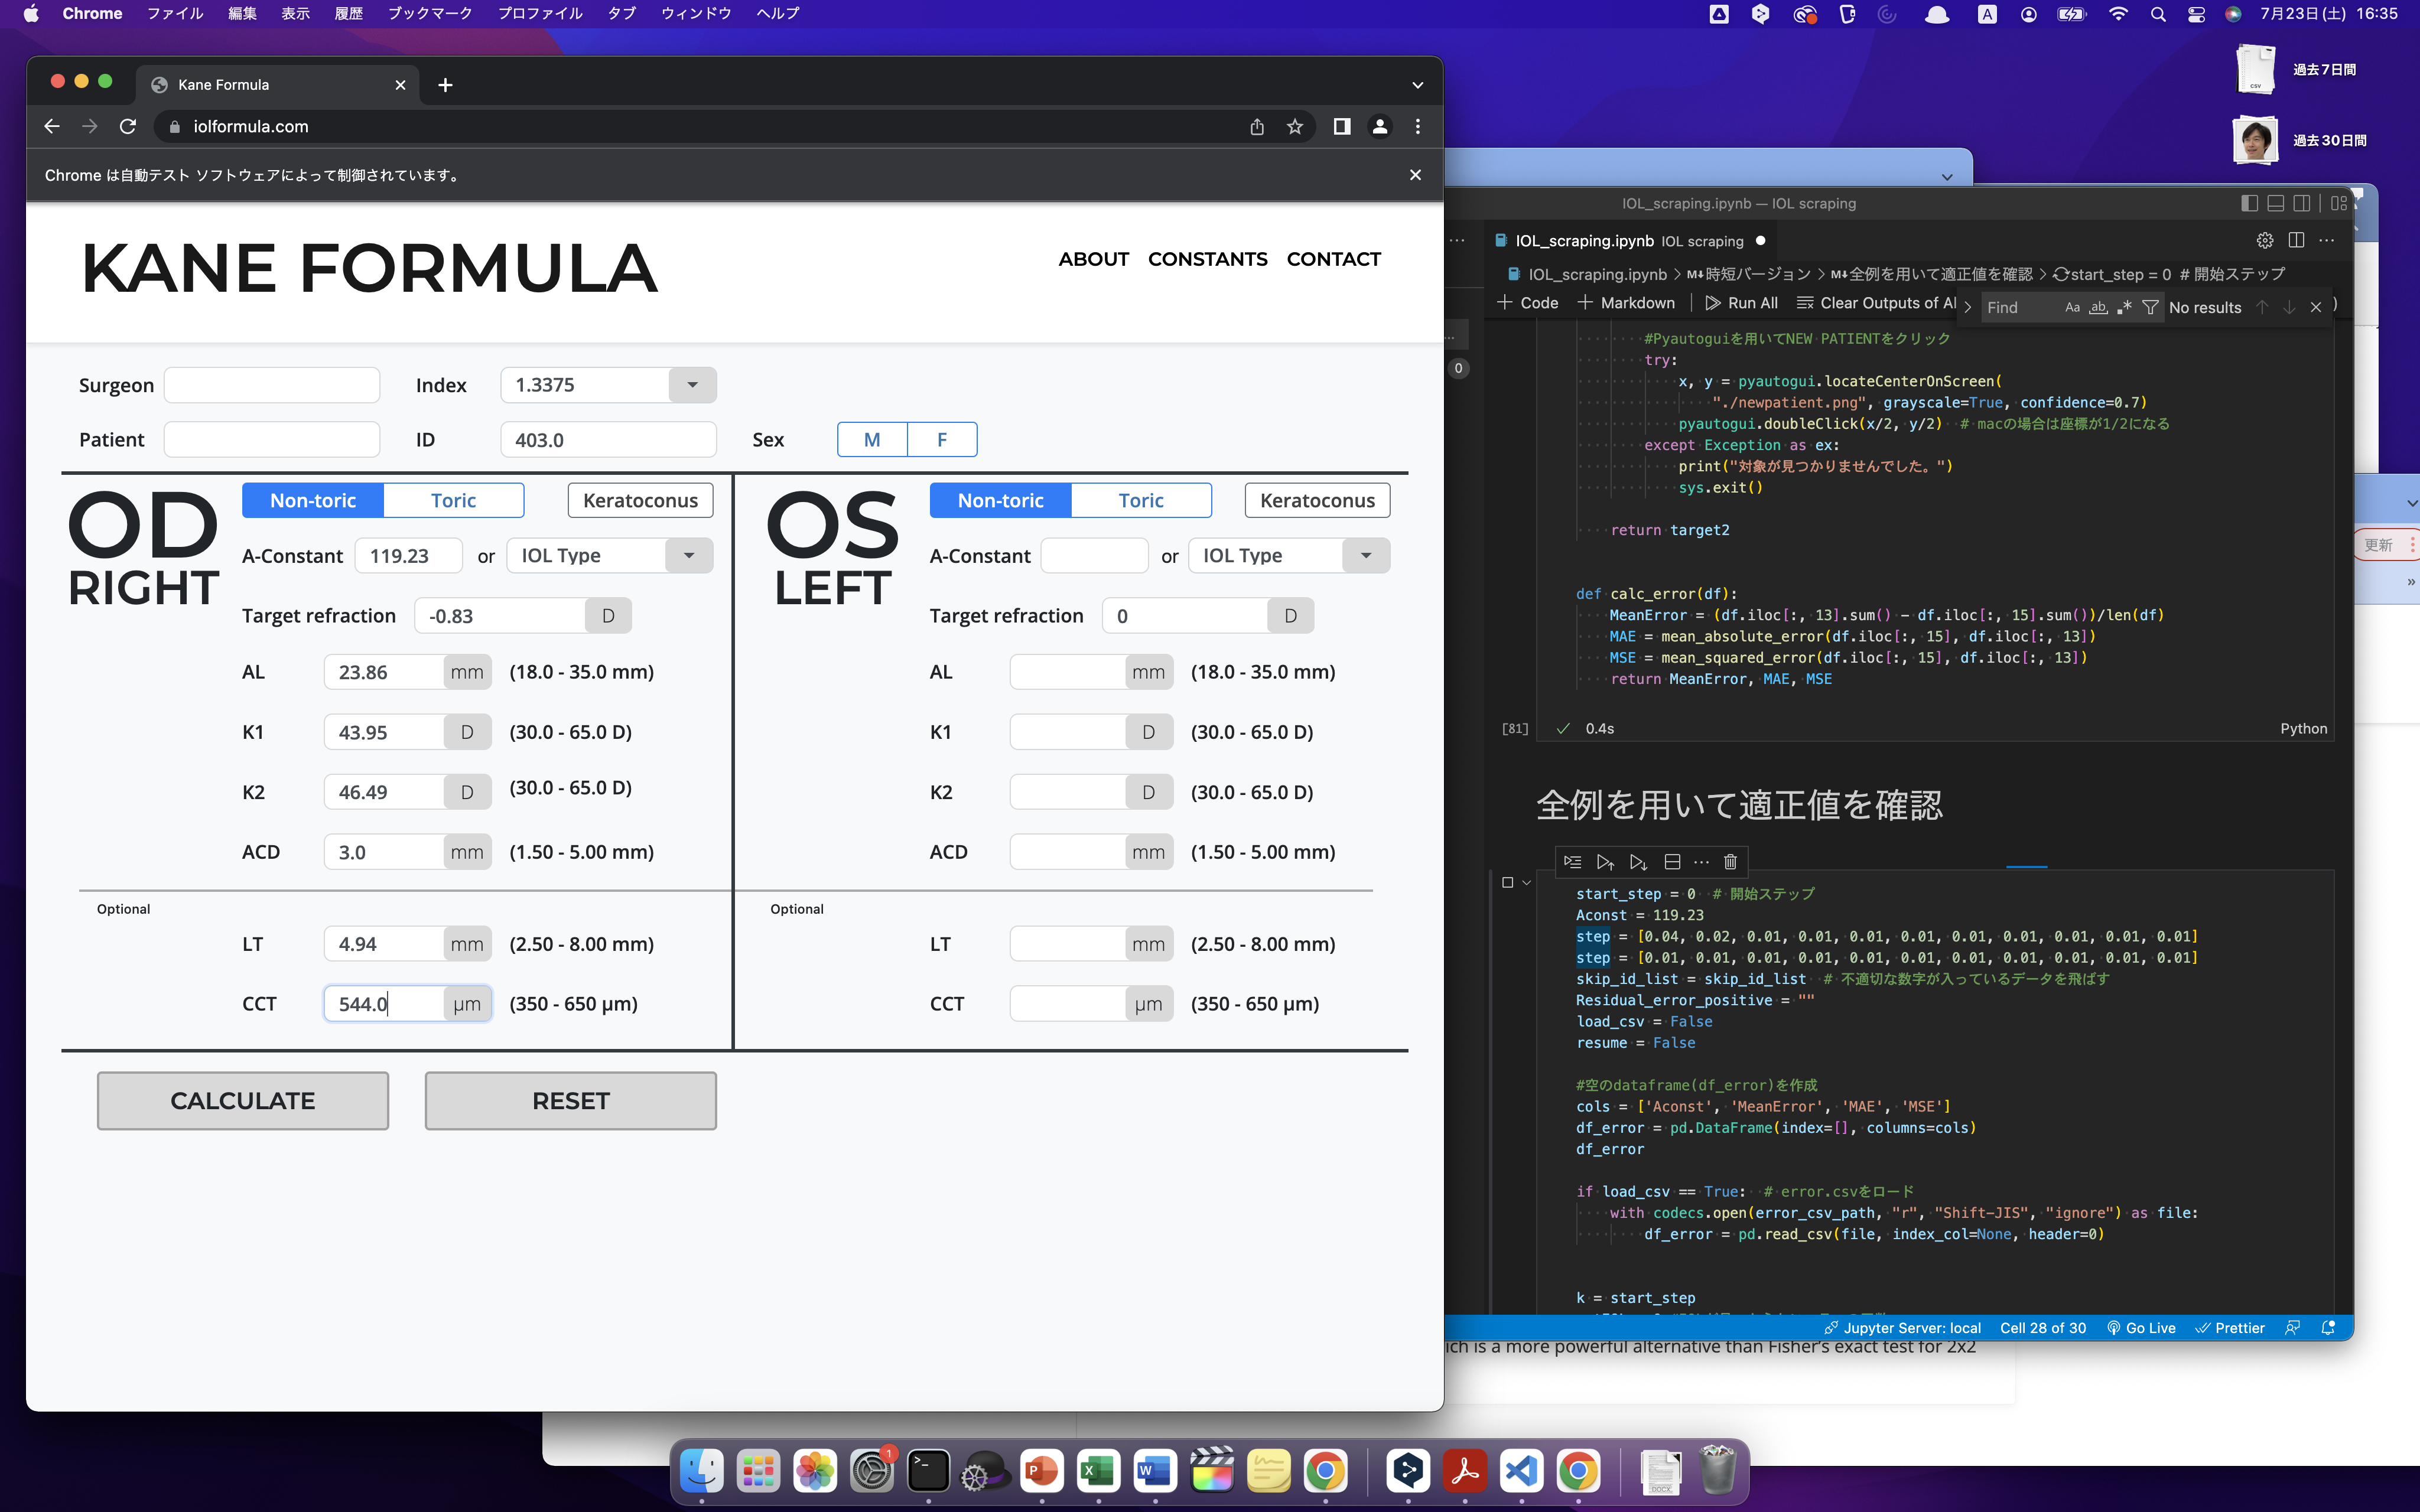 Chrome ファイル 編集 表示 履歴 ブックマーク プロファイル タブ ウィンドウ ヘルプ
A
7月23日(土) 16:35
csv
過去7日間
過去30日間
Kane Formula
iolformula.com
Chrome は自動テスト ソフトウェアによって制御されています。
KANE FORMULA
ABOUT CONSTANTS CONTACT
Surgeon Index 1.3375
Patient ID 403.0 Sex M F
OD
RIGHT
Non-toric Toric Keratoconus
A-Constant 119.23 or IOL Type
Target refraction -0.83 D
AL 23.86 mm (18.0 - 35.0 mm)
K1 43.95 D (30.0 - 65.0 D)
K2 46.49 D (30.0 - 65.0 D)
ACD 3.0 mm (1.50 - 5.00 mm)
Optional
LT 4.94 mm (2.50 - 8.00 mm)
CCT 544.0 μm (350 - 650 μm)
OS
LEFT
Non-toric Toric Keratoconus
A-Constant or IOL Type
Target refraction 0 D
AL mm (18.0 - 35.0 mm)
K1 D (30.0 - 65.0 D)
K2 D (30.0 - 65.0 D)
ACD mm (1.50 - 5.00 mm)
Optional
LT mm (2.50 - 8.00 mm)
CCT μm (350 - 650 μm)
CALCULATE RESET
IOL_scraping.ipynb — IOL scraping
IOL_scraping.ipynb IOL scraping
IOL_scraping.ipynb > M↓時短バージョン > M↓全例を用いて適正値を確認 > start_step = 0 # 開始ステップ
+ Code + Markdown Run All Clear Outputs of Al
Find Aa ab No results
0
#Pyautoguiを用いてNEW PATIENTをクリック
try:
x, y = pyautogui.locateCenterOnScreen(
"./newpatient.png", grayscale=True, confidence=0.7)
pyautogui.doubleClick(x/2, y/2) # macの場合は座標が1/2になる
except Exception as ex:
print("対象が見つかりませんでした。")
sys.exit()
return target2
def calc_error(df):
MeanError = (df.iloc[:, 13].sum() - df.iloc[:, 15].sum())/len(df)
MAE = mean_absolute_error(df.iloc[:, 15], df.iloc[:, 13])
MSE = mean_squared_error(df.iloc[:, 15], df.iloc[:, 13])
return MeanError, MAE, MSE
[81] 0.4s Python
全例を用いて適正値を確認
start_step = 0 # 開始ステップ
Aconst = 119.23
step = [0.04, 0.02, 0.01, 0.01, 0.01, 0.01, 0.01, 0.01, 0.01, 0.01, 0.01]
step = [0.01, 0.01, 0.01, 0.01, 0.01, 0.01, 0.01, 0.01, 0.01, 0.01, 0.01]
skip_id_list = skip_id_list # 不適切な数字が入っているデータを飛ばす
Residual_error_positive = ""
load_csv = False
resume = False
#空のdataframe(df_error)を作成
cols = ['Aconst', 'MeanError', 'MAE', 'MSE']
df_error = pd.DataFrame(index=[], columns=cols)
df_error
if load_csv == True: # error.csvをロード
with codecs.open(error_csv_path, "r", "Shift-JIS", "ignore") as file:
df_error = pd.read_csv(file, index_col=None, header=0)
k = start_step
Jupyter Server: local Cell 28 of 30 Go Live Prettier
更新
ich is a more powerful alternative than Fisher's exact test for 2x2
1
P
X
W
DOCX